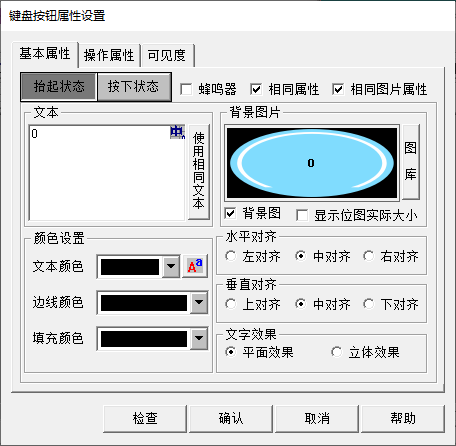 键盘按钮属性设置
基本属性 操作属性 可见度
抬起状态 按下状态 蜂鸣器 相同属性 相同图片属性
文本
0
中A
使用相同文本
背景图片
0
图库
背景图 显示位图实际大小
颜色设置
文本颜色 Aa
边线颜色
填充颜色
水平对齐
左对齐 中对齐 右对齐
垂直对齐
上对齐 中对齐 下对齐
文字效果
平面效果 立体效果
检查 确认 取消 帮助